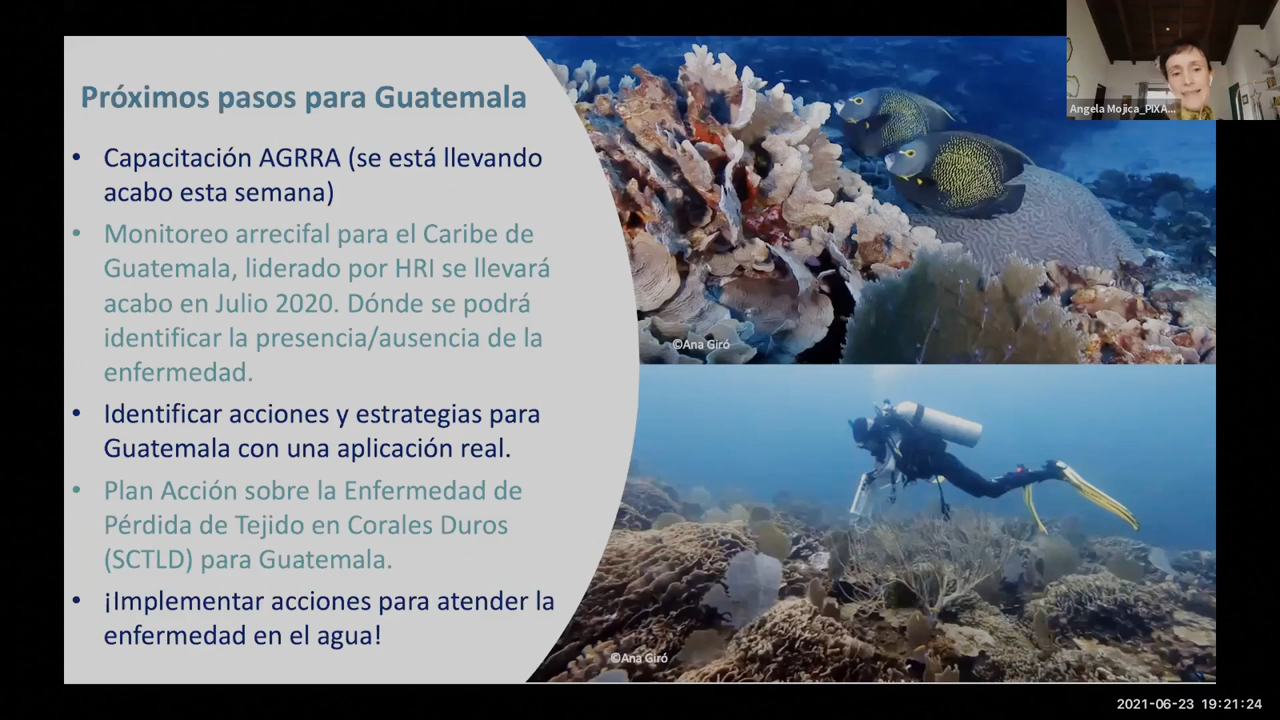 Próximos pasos para Guatemala
• Capacitación AGRRA (se está llevando
acabo esta semana)
• Monitoreo arrecifal para el Caribe de
Guatemala, liderado por HRI se llevará
acabo en Julio 2020. Dónde se podrá
identificar la presencia/ausencia de la
enfermedad.
• Identificar acciones y estrategias para
Guatemala con una aplicación real.
• Plan Acción sobre la Enfermedad de
Pérdida de Tejido en Corales Duros
(SCTLD) para Guatemala.
• ¡Implementar acciones para atender la
enfermedad en el agua!
©Ana Giró
©Ana Giró
Angela Mojica_PIXA...
2021-06-23 19:21:24